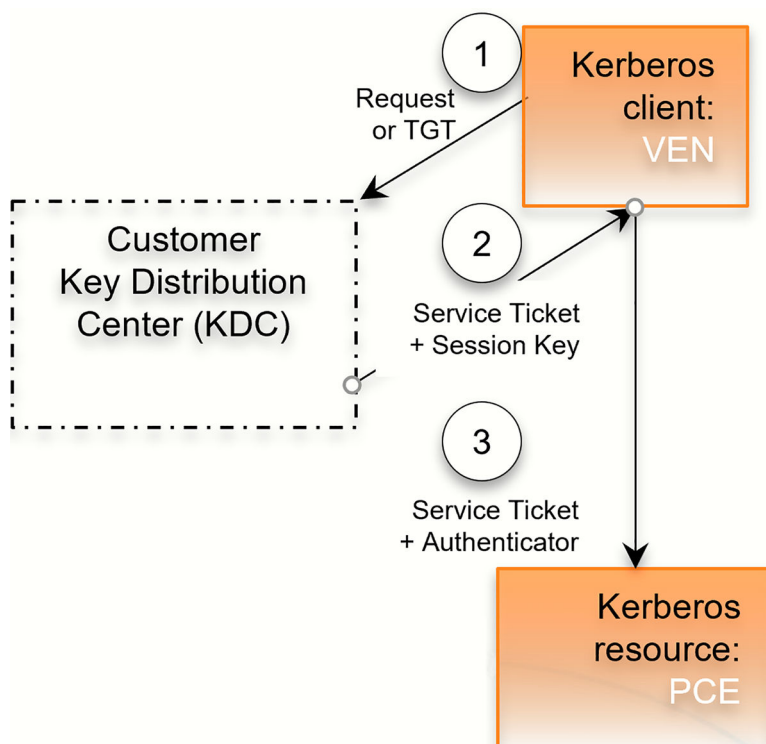 1
Kerberos
client:
VEN
Request
or TGT
Customer
Key Distribution
Center (KDC)
2
Service Ticket
+ Session Key
3
Service Ticket
+ Authenticator
Kerberos
resource:
PCE